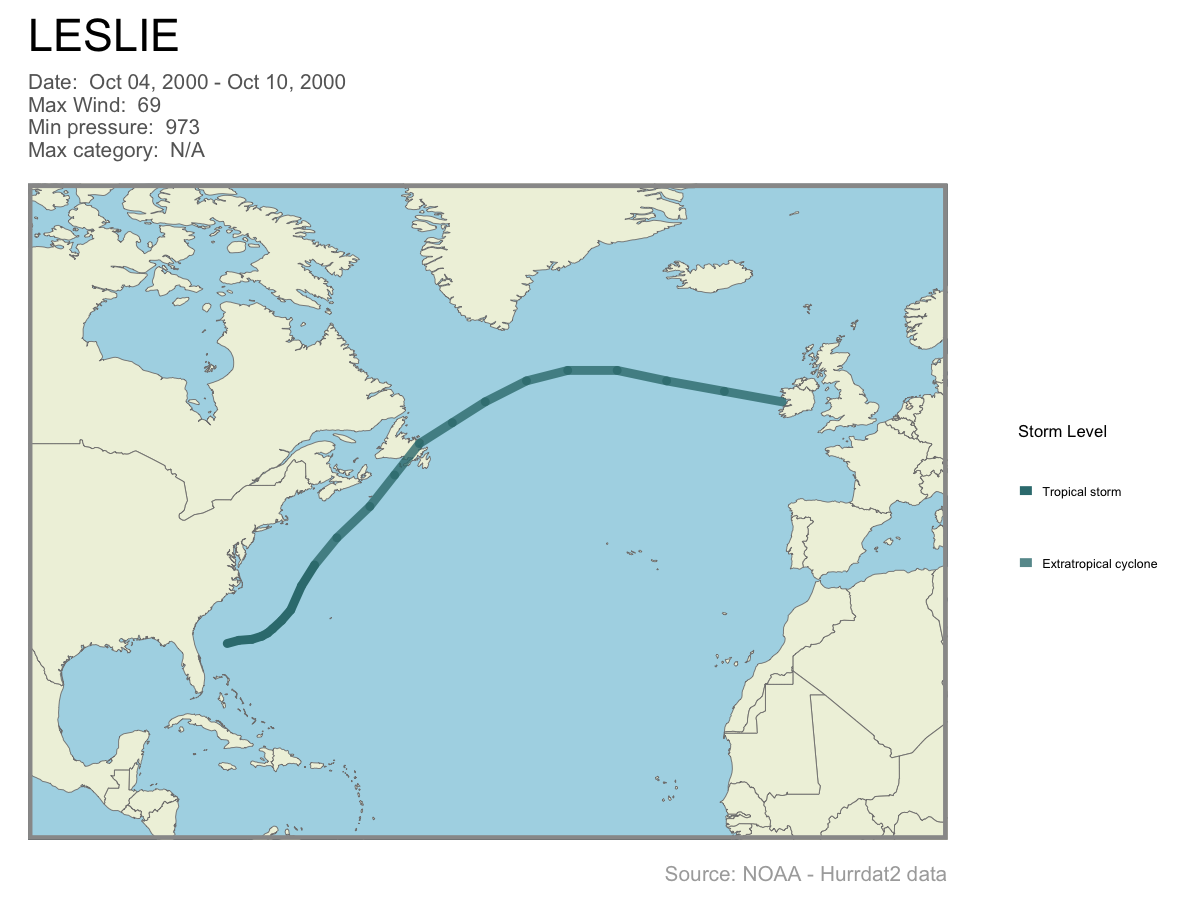 LESLIE
Date:  Oct 04, 2000 - Oct 10, 2000
Max Wind:  69
Min pressure:  973
Max category:  N/A
Storm Level
Tropical storm
Extratropical cyclone
Source: NOAA - Hurrdat2 data